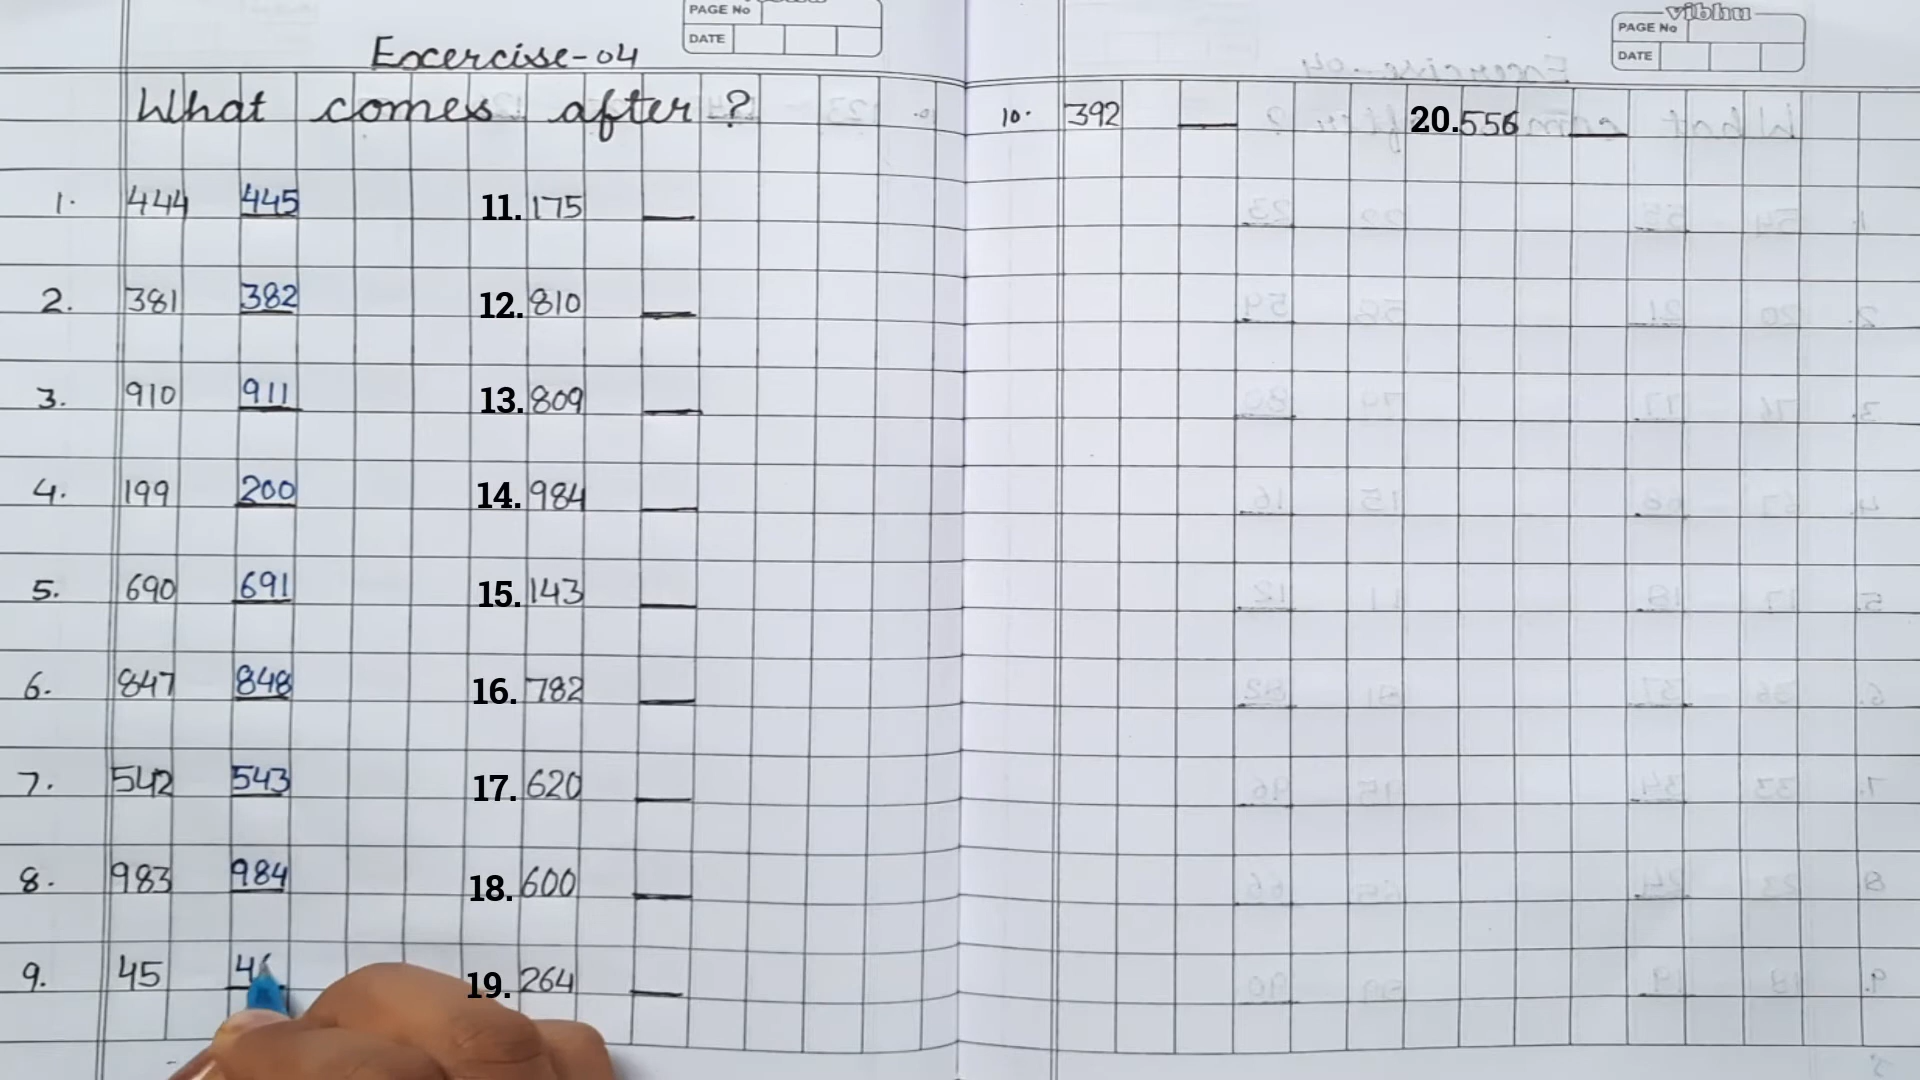 PAGE No
DATE
Excercise-04
What comes after?
1. 444 445
2. 381 382
3. 910 911
4. 199 200
5. 690 691
6. 847 848
7. 542 543
8. 983 984
9. 45
11. 175
12. 810
13. 809
14. 984
15. 143
16. 782
17. 620
18. 600
19. 264
vibhu
PAGE No
DATE
10. 392
20. 556